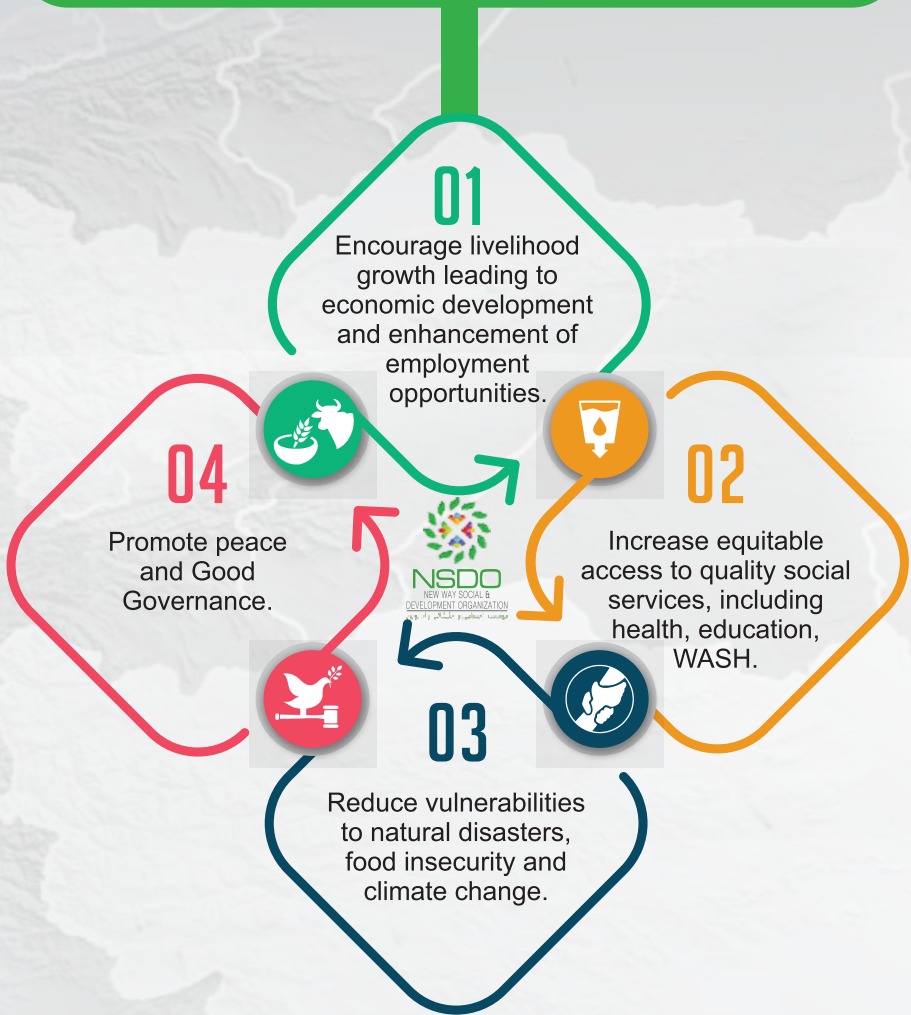 01
Encourage livelihood
growth leading to
economic development
and enhancement of
employment
opportunities.
04
Promote peace
and Good
Governance.
02
Increase equitable
access to quality social
services, including
health, education,
WASH.
NSDO
NEW WAY SOCIAL &
DEVELOPMENT ORGANIZATION
03
Reduce vulnerabilities
to natural disasters,
food insecurity and
climate change.